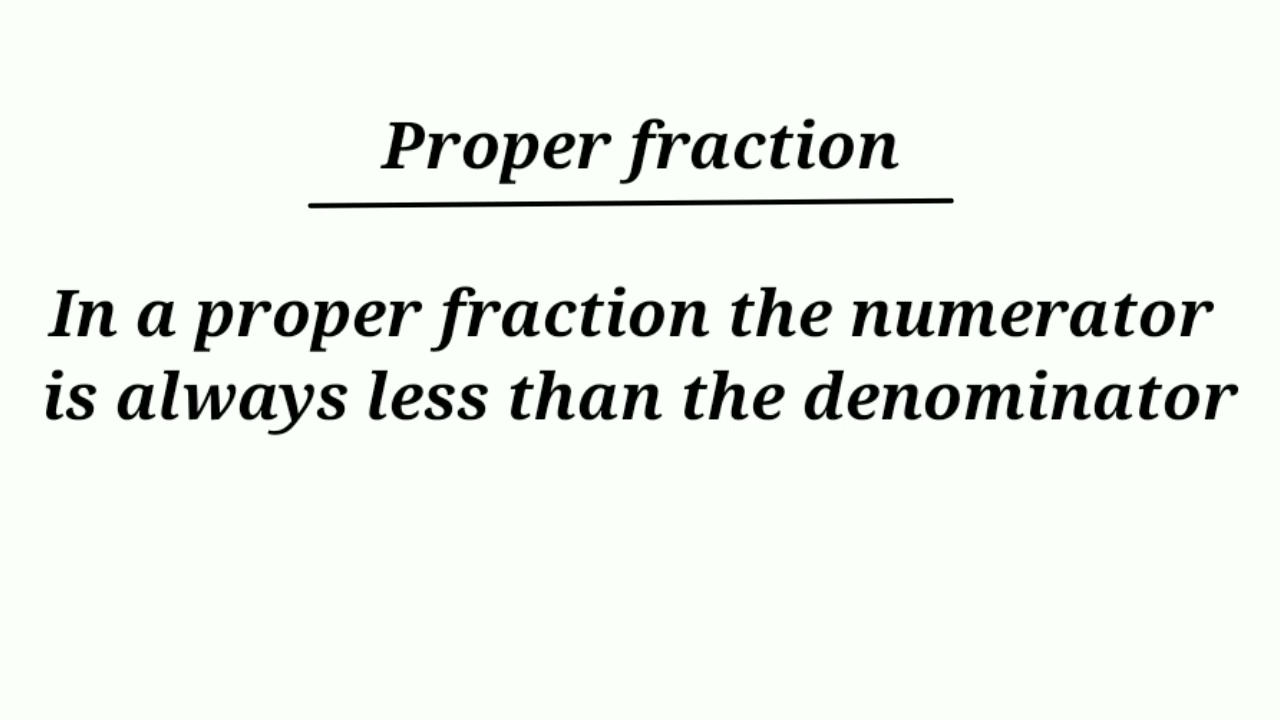 Proper fraction
In a proper fraction the numerator
is always less than the denominator